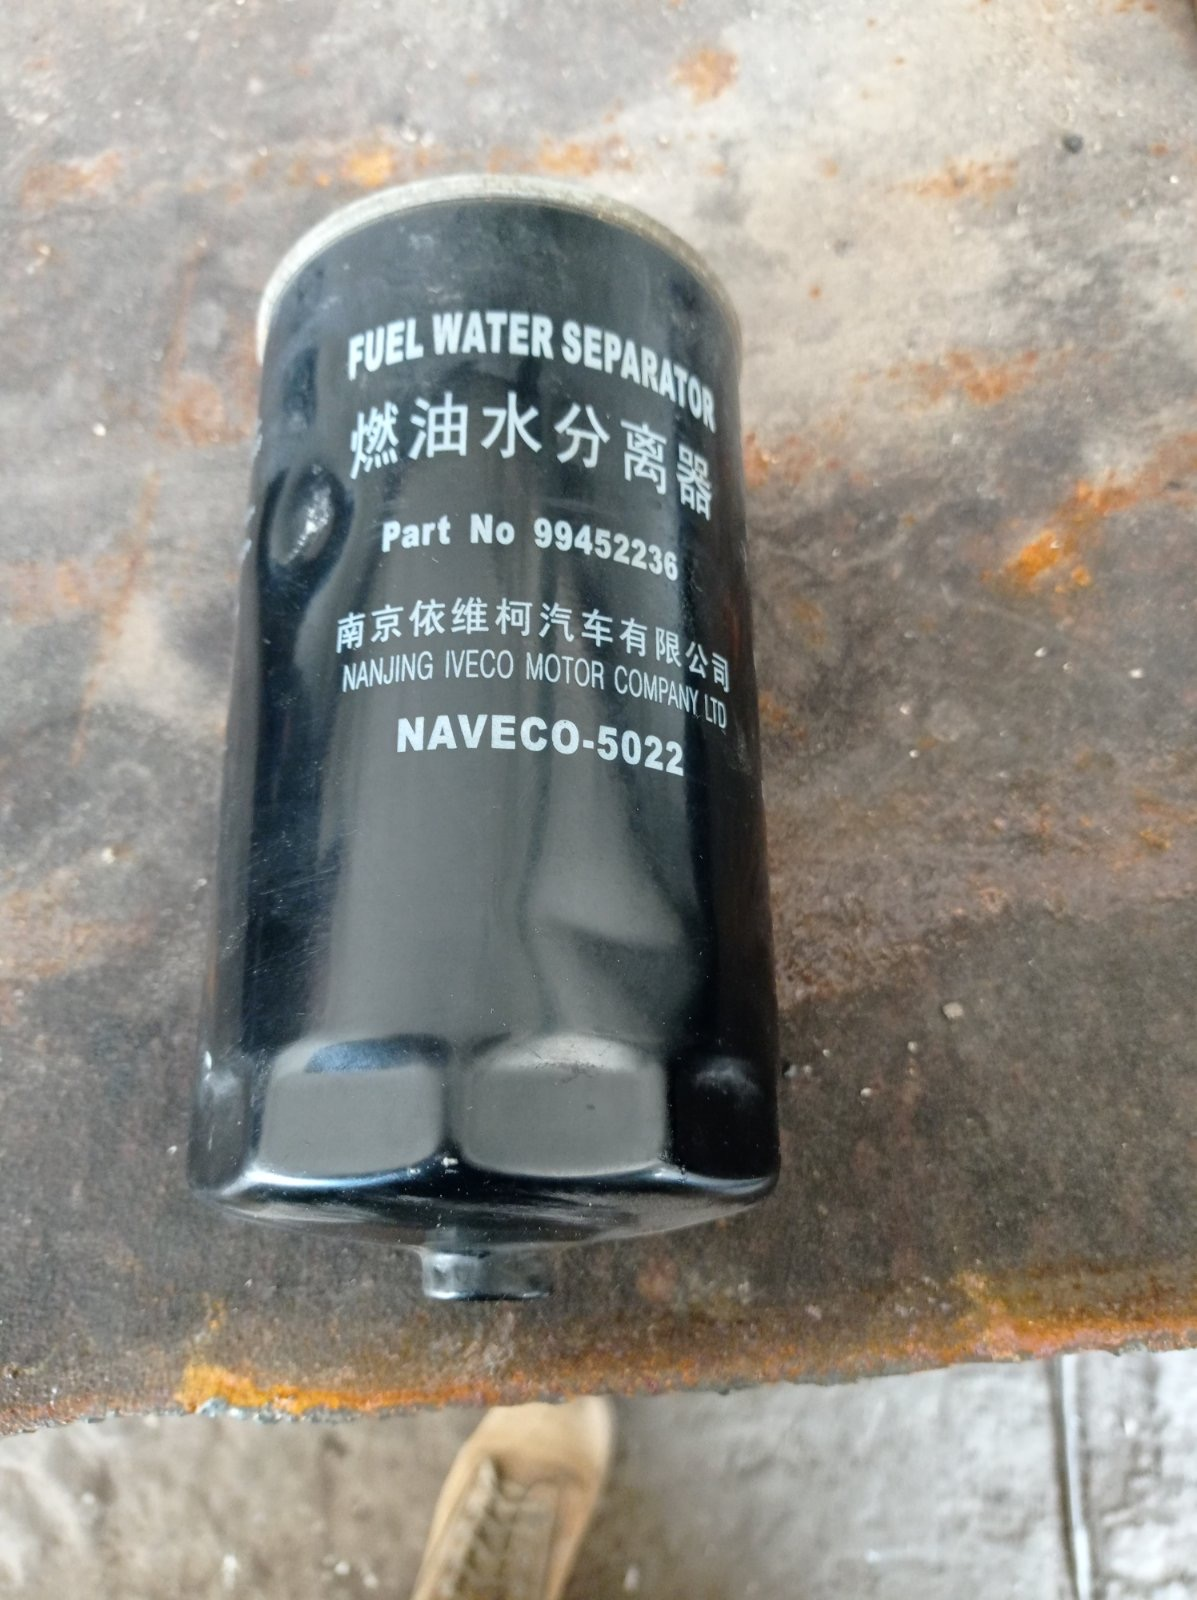 FUEL WATER SEPARATOR
燃油水分离器
Part No 99452236
南京依维柯汽车有限公司
NANJING IVECO MOTOR COMPANY LTD
NAVECO-5022